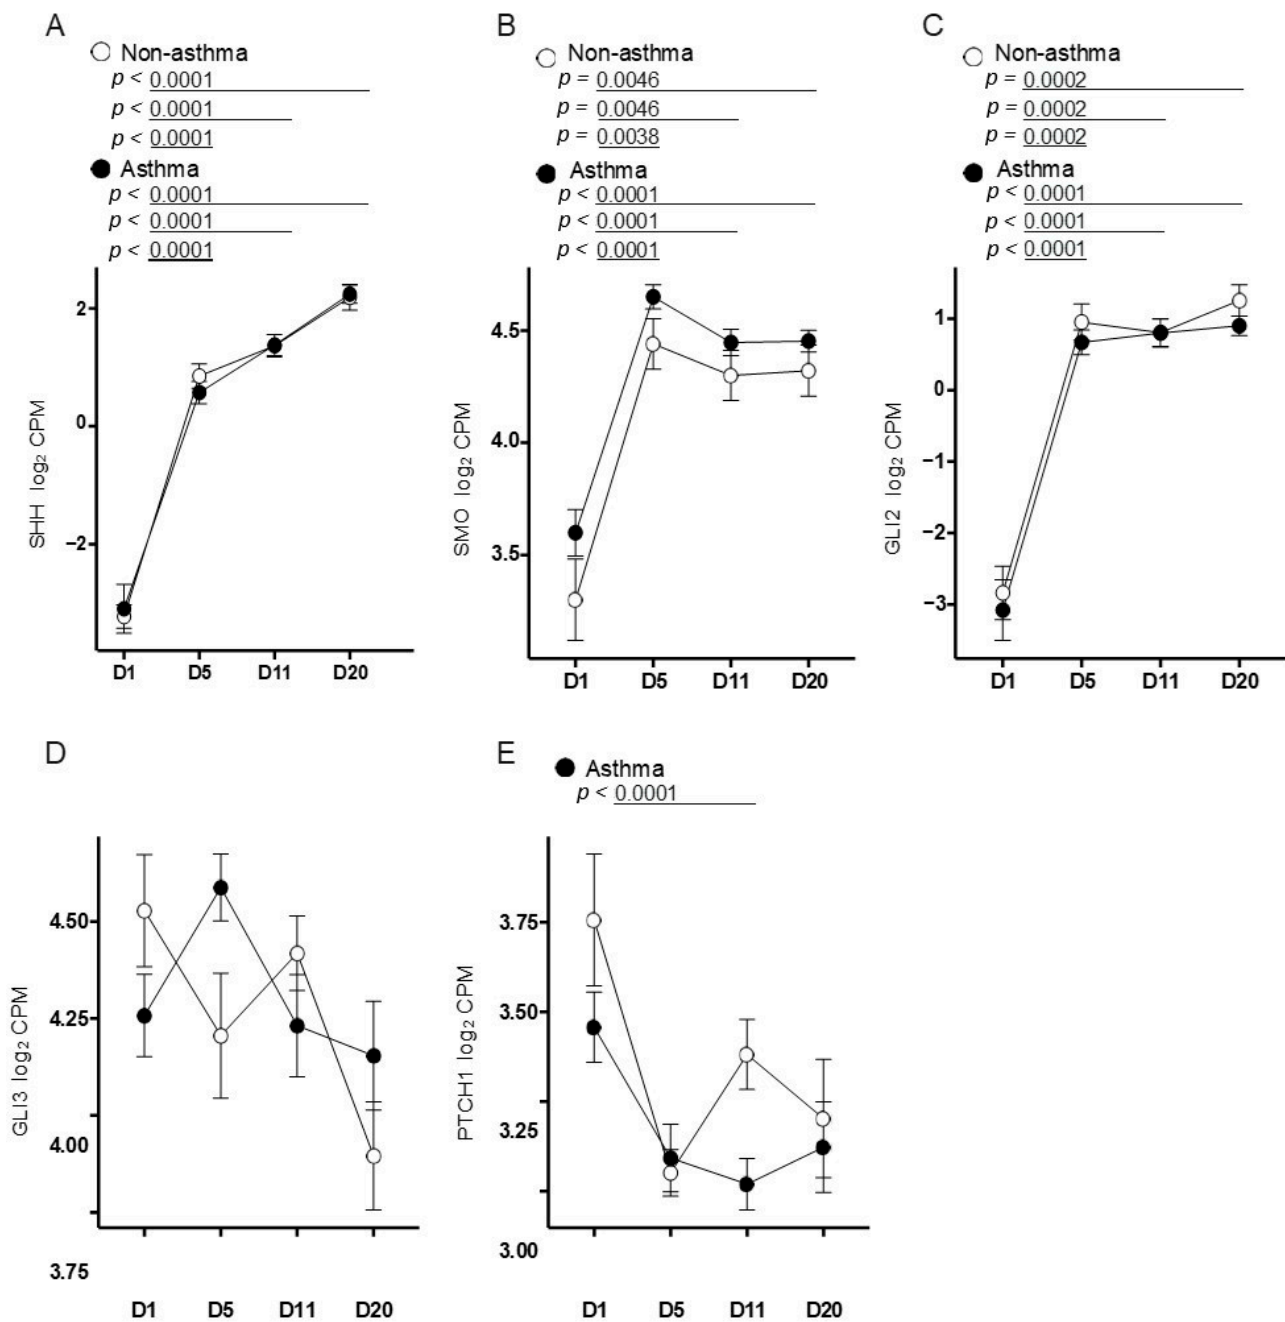 A
Non-asthma
p < 0.0001
p < 0.0001
p < 0.0001
Asthma
p < 0.0001
p < 0.0001
p < 0.0001
2
0
−2
SHH log₂ CPM
D1 D5 D11 D20
B
Non-asthma
p = 0.0046
p = 0.0046
p = 0.0038
Asthma
p < 0.0001
p < 0.0001
p < 0.0001
4.5
4.0
3.5
SMO log₂ CPM
D1 D5 D11 D20
C
Non-asthma
p = 0.0002
p = 0.0002
p = 0.0002
Asthma
p < 0.0001
p < 0.0001
p < 0.0001
1
0
−1
−2
−3
GLI2 log₂ CPM
D1 D5 D11 D20
D
4.50
4.25
4.00
3.75
GLI3 log₂ CPM
D1 D5 D11 D20
E
Asthma
p < 0.0001
3.75
3.50
3.25
3.00
PTCH1 log₂ CPM
D1 D5 D11 D20